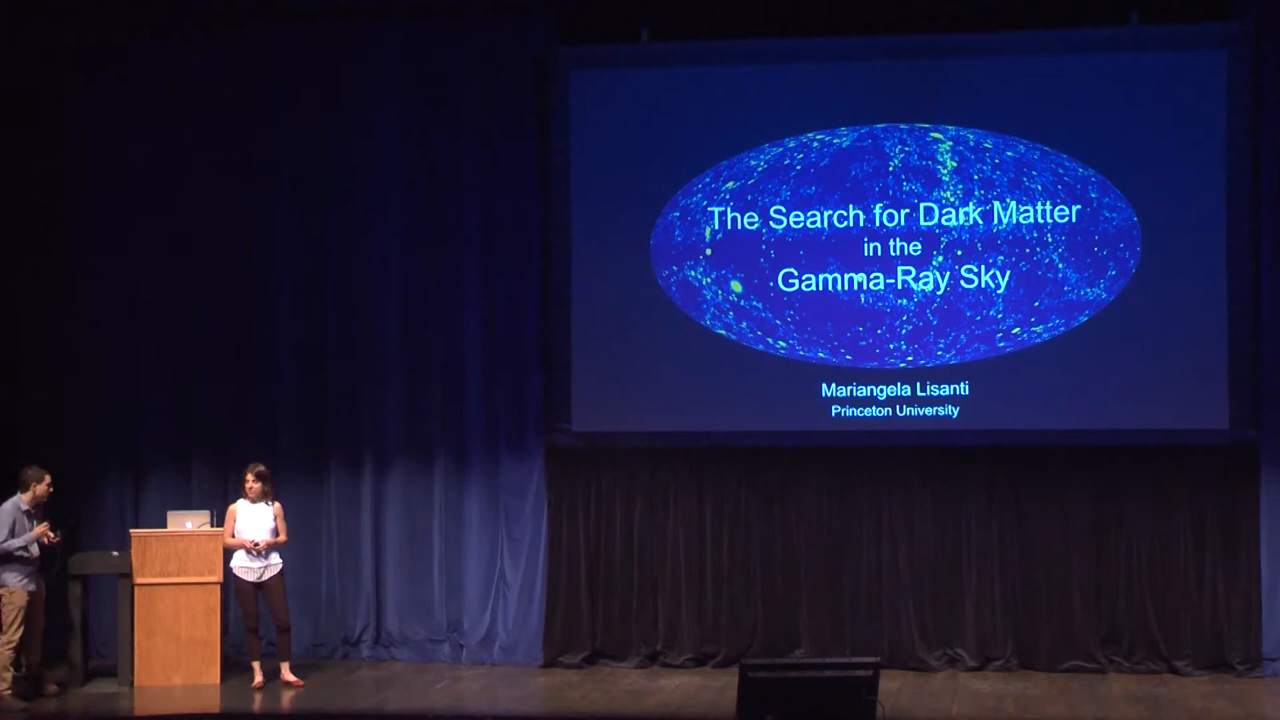 The Search for Dark Matter
in the
Gamma-Ray Sky
Mariangela Lisanti
Princeton University